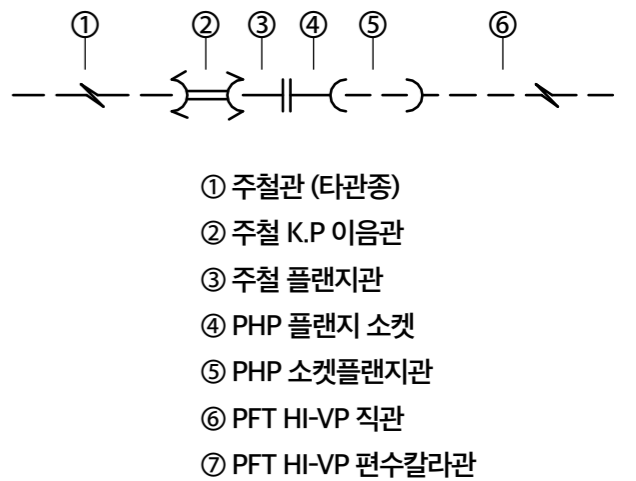 ① ② ③ ④ ⑤ ⑥
① 주철관 (타관종)
② 주철 K.P 이음관
③ 주철 플랜지관
④ PHP 플랜지 소켓
⑤ PHP 소켓플랜지관
⑥ PFT HI-VP 직관
⑦ PFT HI-VP 편수칼라관